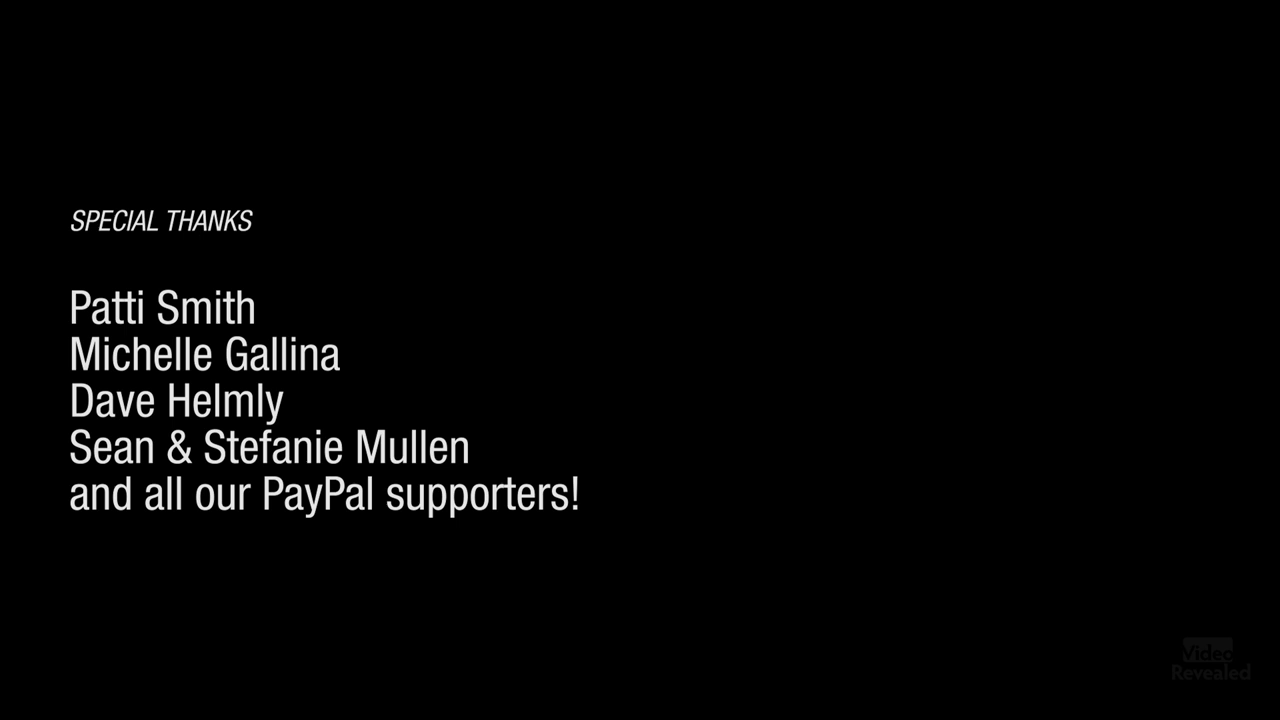 SPECIAL THANKS
Patti Smith
Michelle Gallina
Dave Helmly
Sean & Stefanie Mullen
and all our PayPal supporters!
Video
Revealed